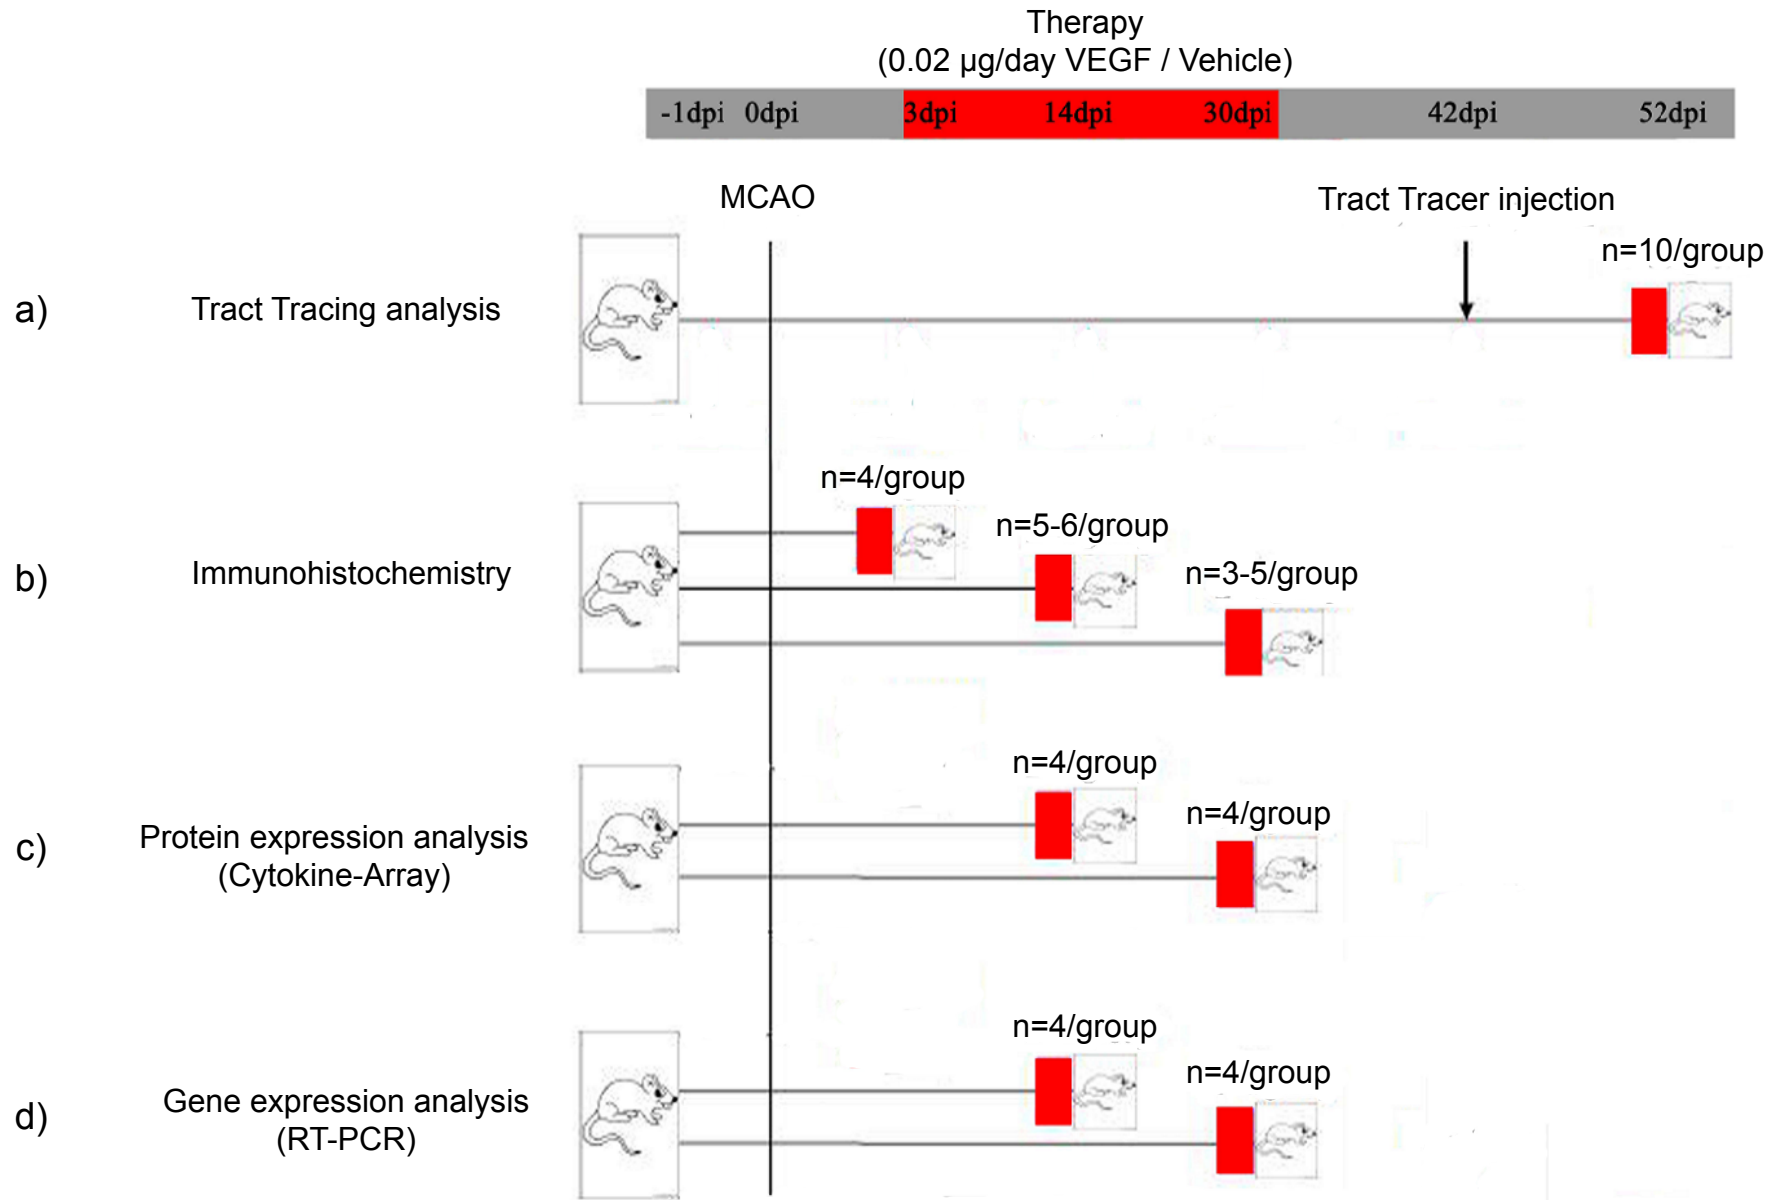 Therapy
(0.02 µg/day VEGF / Vehicle)
-1dpi 0dpi 3dpi 14dpi 30dpi 42dpi 52dpi
MCAO
Tract Tracer injection
n=10/group
a) Tract Tracing analysis
n=4/group
n=5-6/group
n=3-5/group
b) Immunohistochemistry
n=4/group
n=4/group
c) Protein expression analysis
(Cytokine-Array)
n=4/group
n=4/group
d) Gene expression analysis
(RT-PCR)